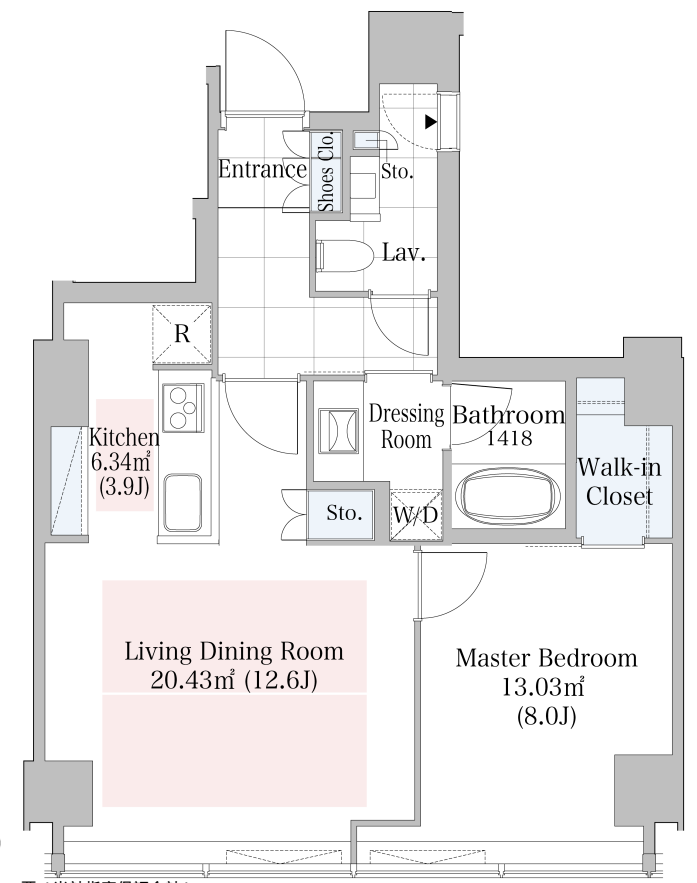 Entrance
Shoes Clo.
Sto.
Lav.
R
Kitchen
6.34㎡
(3.9J)
Dressing
Room
Bathroom
1418
Walk-in
Closet
Sto.
W/D
Living Dining Room
20.43㎡ (12.6J)
Master Bedroom
13.03㎡
(8.0J)